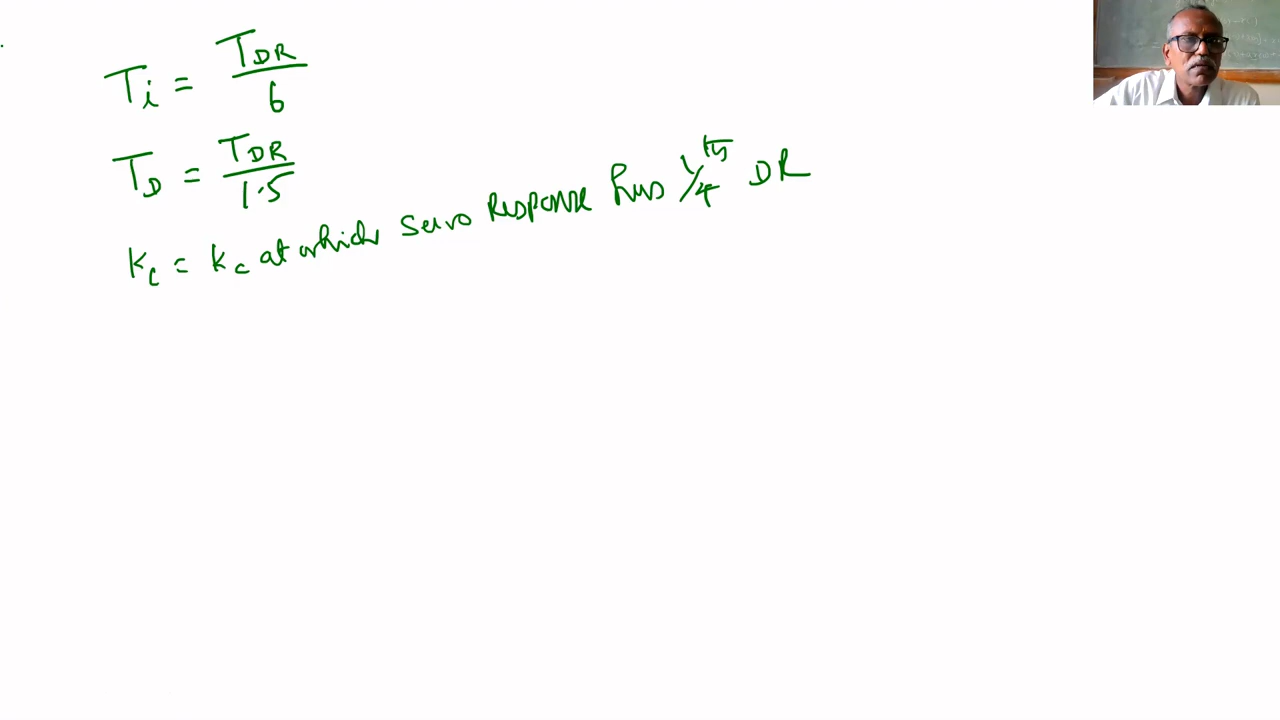 Ti = TDR/6
TD = TDR/1.5
Kc = Kc at which servo response has 1/4th DR